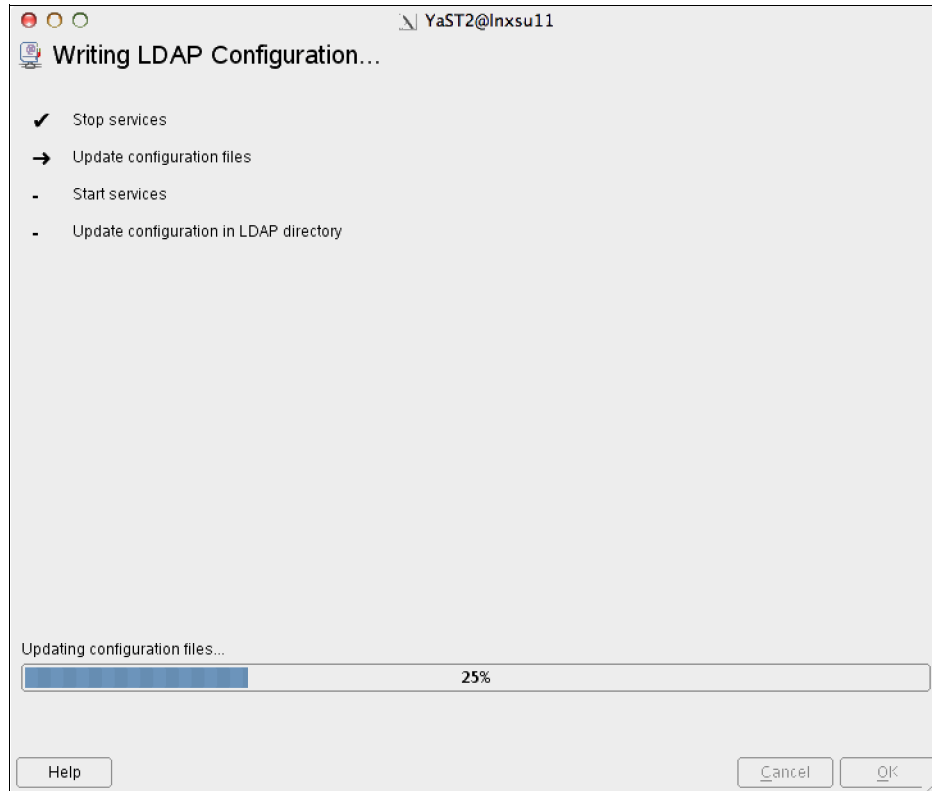 YaST2@lnxsu11
Writing LDAP Configuration...
Stop services
Update configuration files
- Start services
- Update configuration in LDAP directory
Updating configuration files...
25%
Help
Cancel
OK